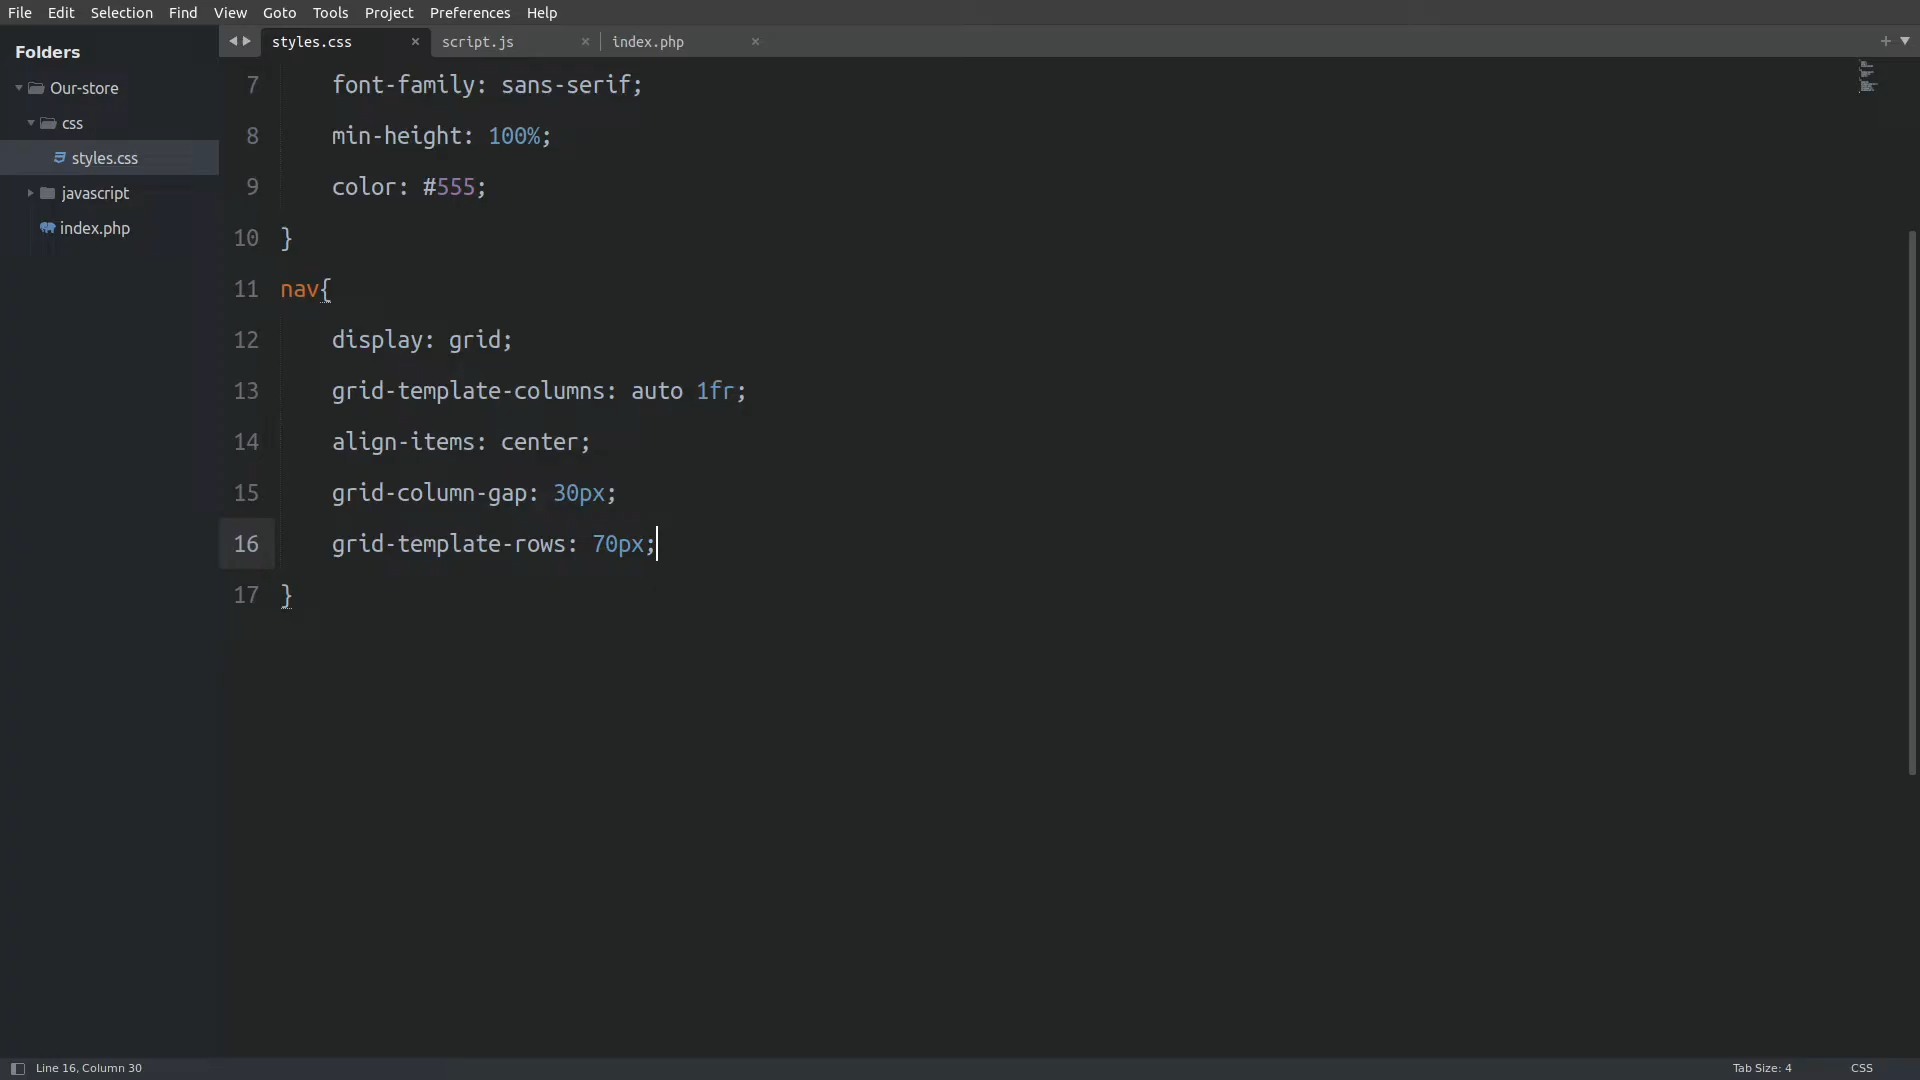 File Edit Selection Find View Goto Tools Project Preferences Help
Folders
Our-store
css
styles.css
javascript
index.php
styles.css × script.js × index.php ×
7 font-family: sans-serif;
8 min-height: 100%;
9 color: #555;
10 }
11 nav{
12 display: grid;
13 grid-template-columns: auto 1fr;
14 align-items: center;
15 grid-column-gap: 30px;
16 grid-template-rows: 70px;
17 }
Line 16, Column 30 Tab Size: 4 CSS